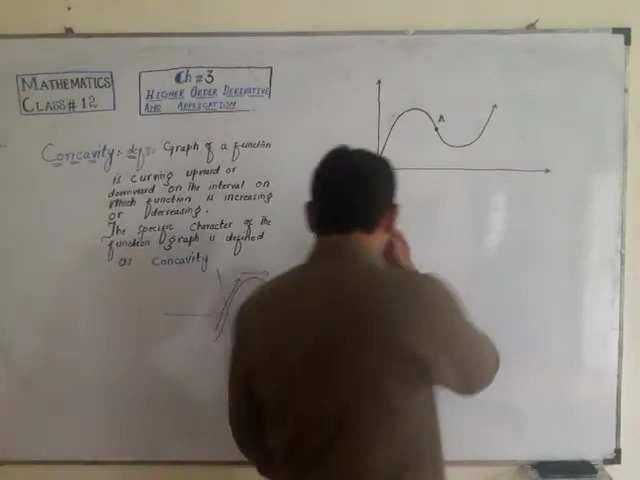 MATHEMATICS
CLASS # 12
Ch #3
HIGHER ORDER DERIVATIVE
AND APPLICATION
Concavity:- df:- Graph of a function
is curving upward or
downward on the interval on
which function is increasing
or decreasing.
The specific character of the
function graph is defined
as Concavity
A